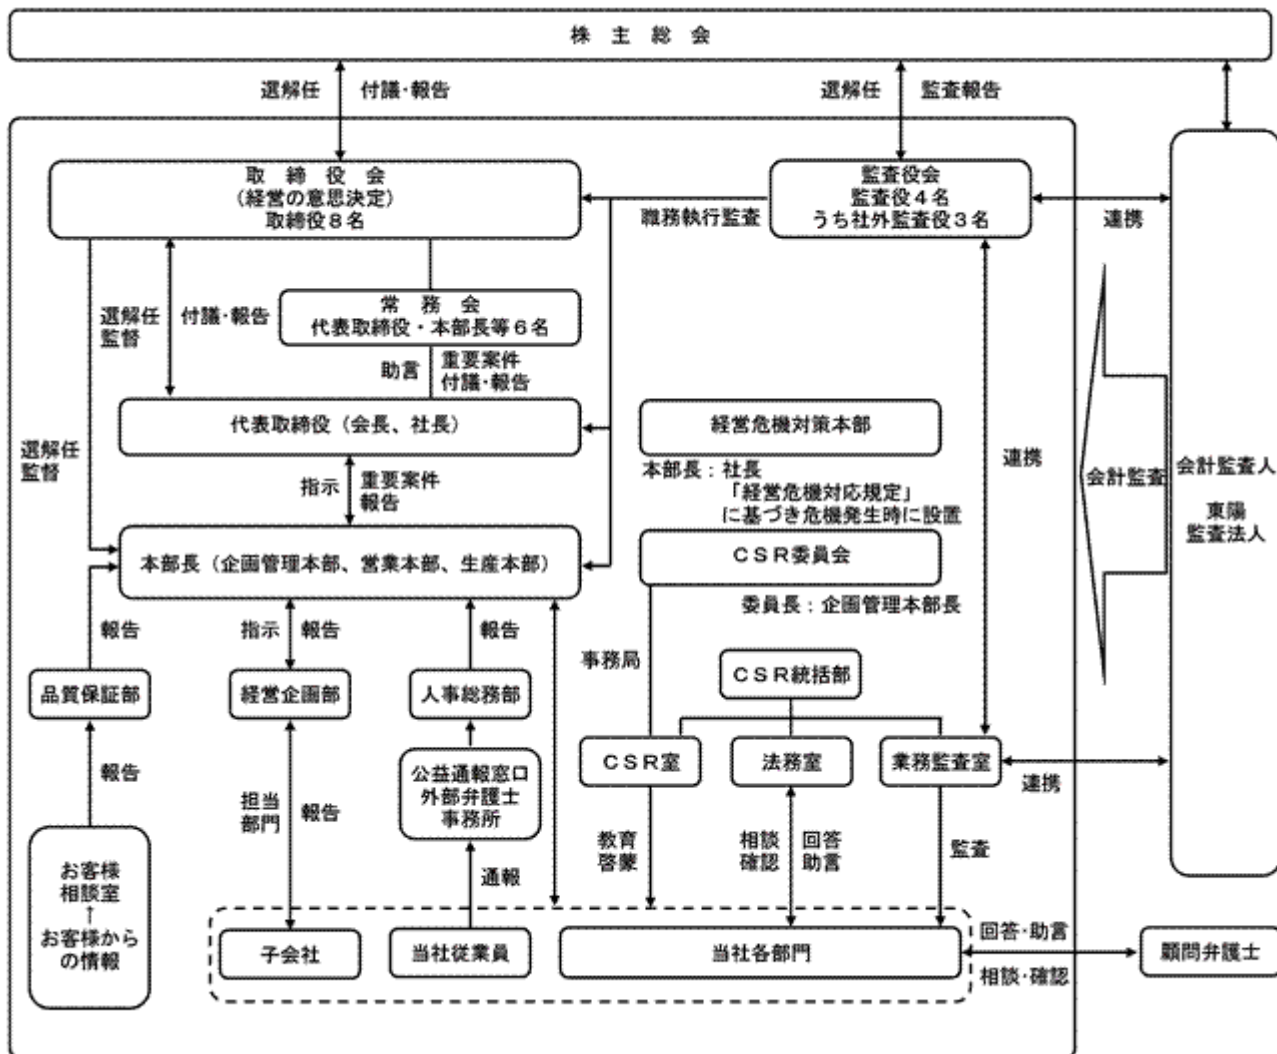 株 主 総 会
選解任
付議・報告
選解任
監査報告
取 締 役 会
（経営の意思決定）
取締役８名
監査役会
監査役４名
うち社外監査役３名
職務執行監査
連携
常 務 会
代表取締役・本部長等６名
選解任
監督
付議・報告
助言
重要案件
付議・報告
代表取締役（会長、社長）
経営危機対策本部
本部長：社長
「経営危機対応規定」
に基づき危機発生時に設置
選解任
監督
指示
重要案件
報告
連携
会計監査
会計監査人
東陽
監査法人
本部長（企画管理本部、営業本部、生産本部）
ＣＳＲ委員会
委員長：企画管理本部長
報告
指示
報告
報告
事務局
品質保証部
経営企画部
人事総務部
ＣＳＲ統括部
ＣＳＲ室
法務室
業務監査室
連携
報告
担当
部門
報告
公益通報窓口
外部弁護士
事務所
通報
教育
啓蒙
相談
確認
回答
助言
監査
お客様
相談室
↑
お客様から
の情報
子会社
当社従業員
当社各部門
回答・助言
相談・確認
顧問弁護士